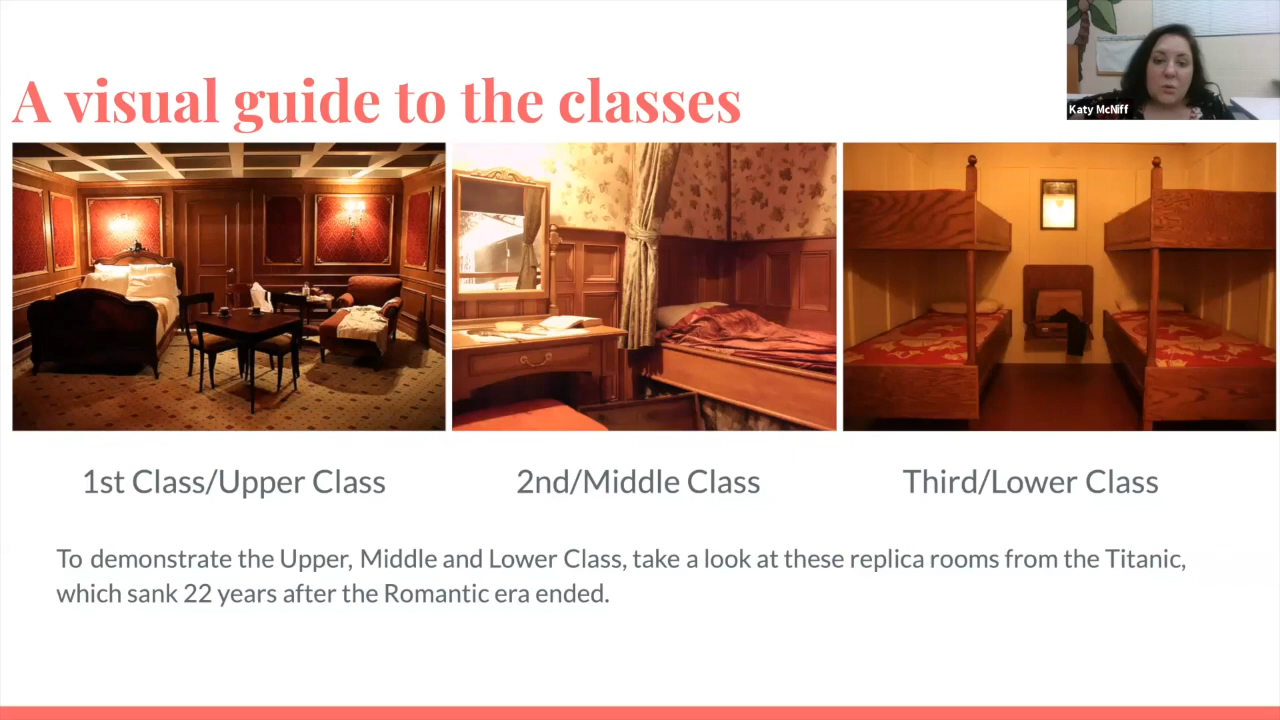 A visual guide to the classes
Katy McNiff
1st Class/Upper Class
2nd/Middle Class
Third/Lower Class
To demonstrate the Upper, Middle and Lower Class, take a look at these replica rooms from the Titanic,
which sank 22 years after the Romantic era ended.